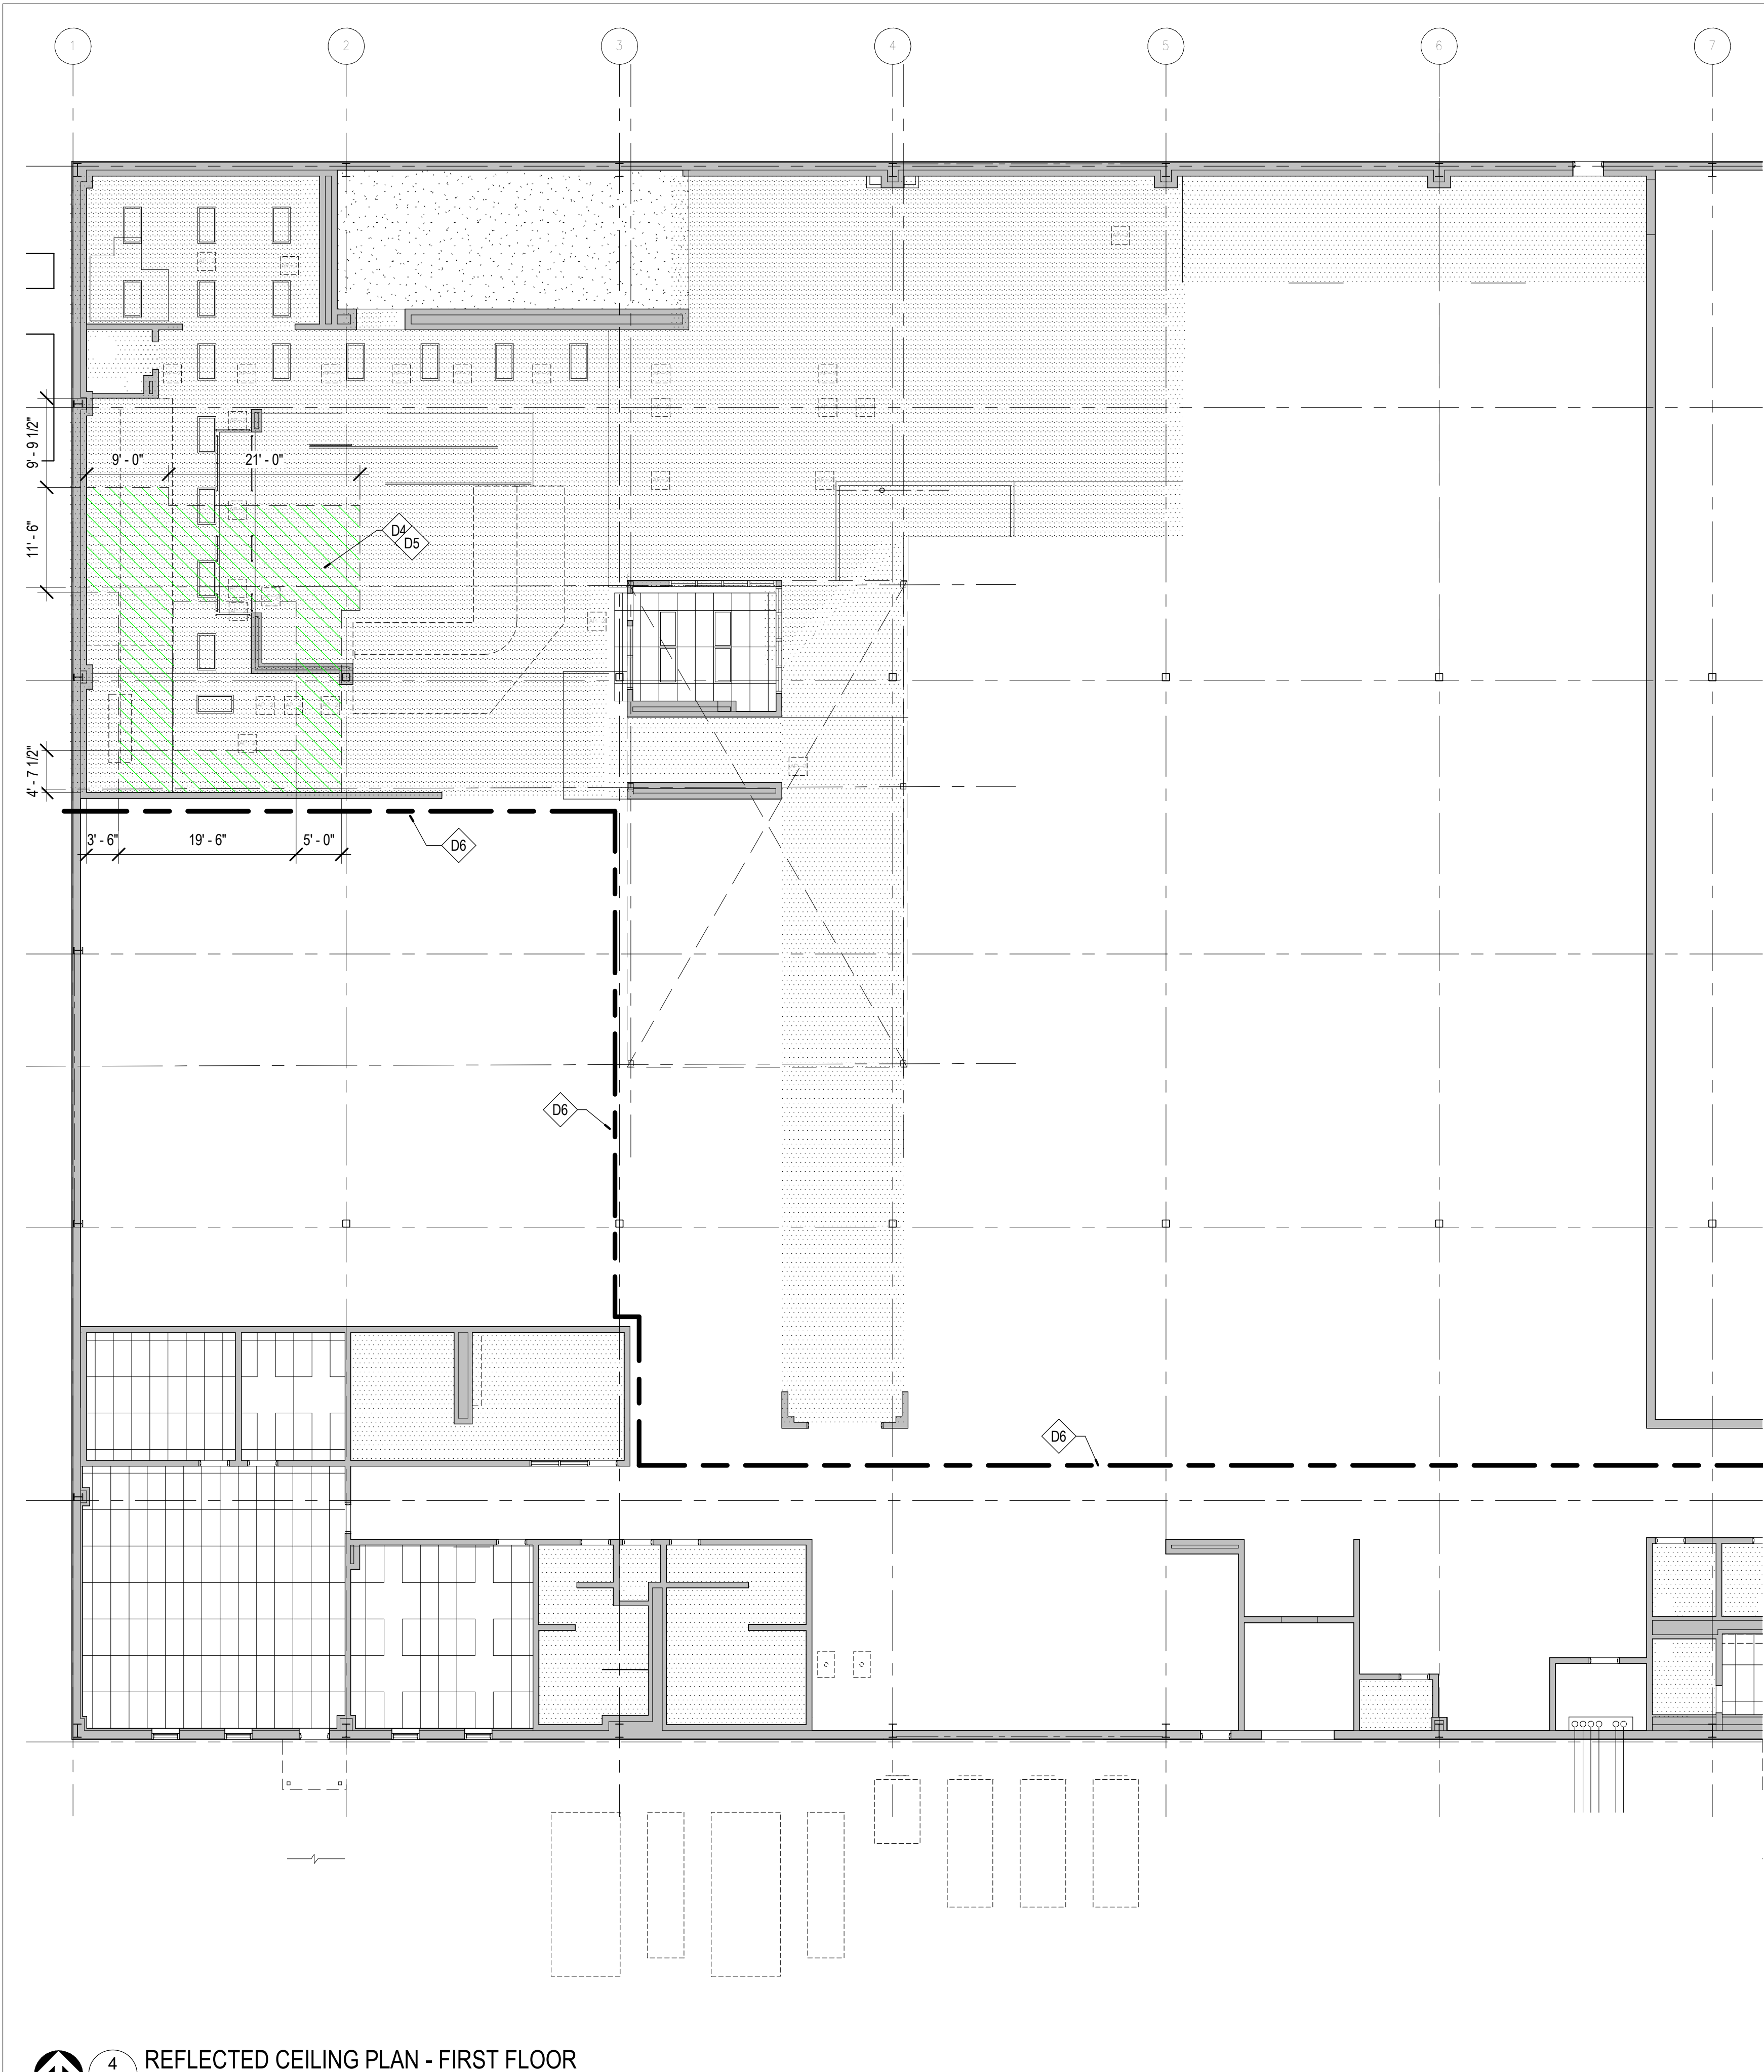 1 2 3 4 5 6 7
9' - 9 1/2"
9' - 0" 21' - 0"
11' - 6"
D4
D5
4' - 7 1/2"
3' - 6" 19' - 6" 5' - 0"
D6
D6
D6
4
REFLECTED CEILING PLAN - FIRST FLOOR